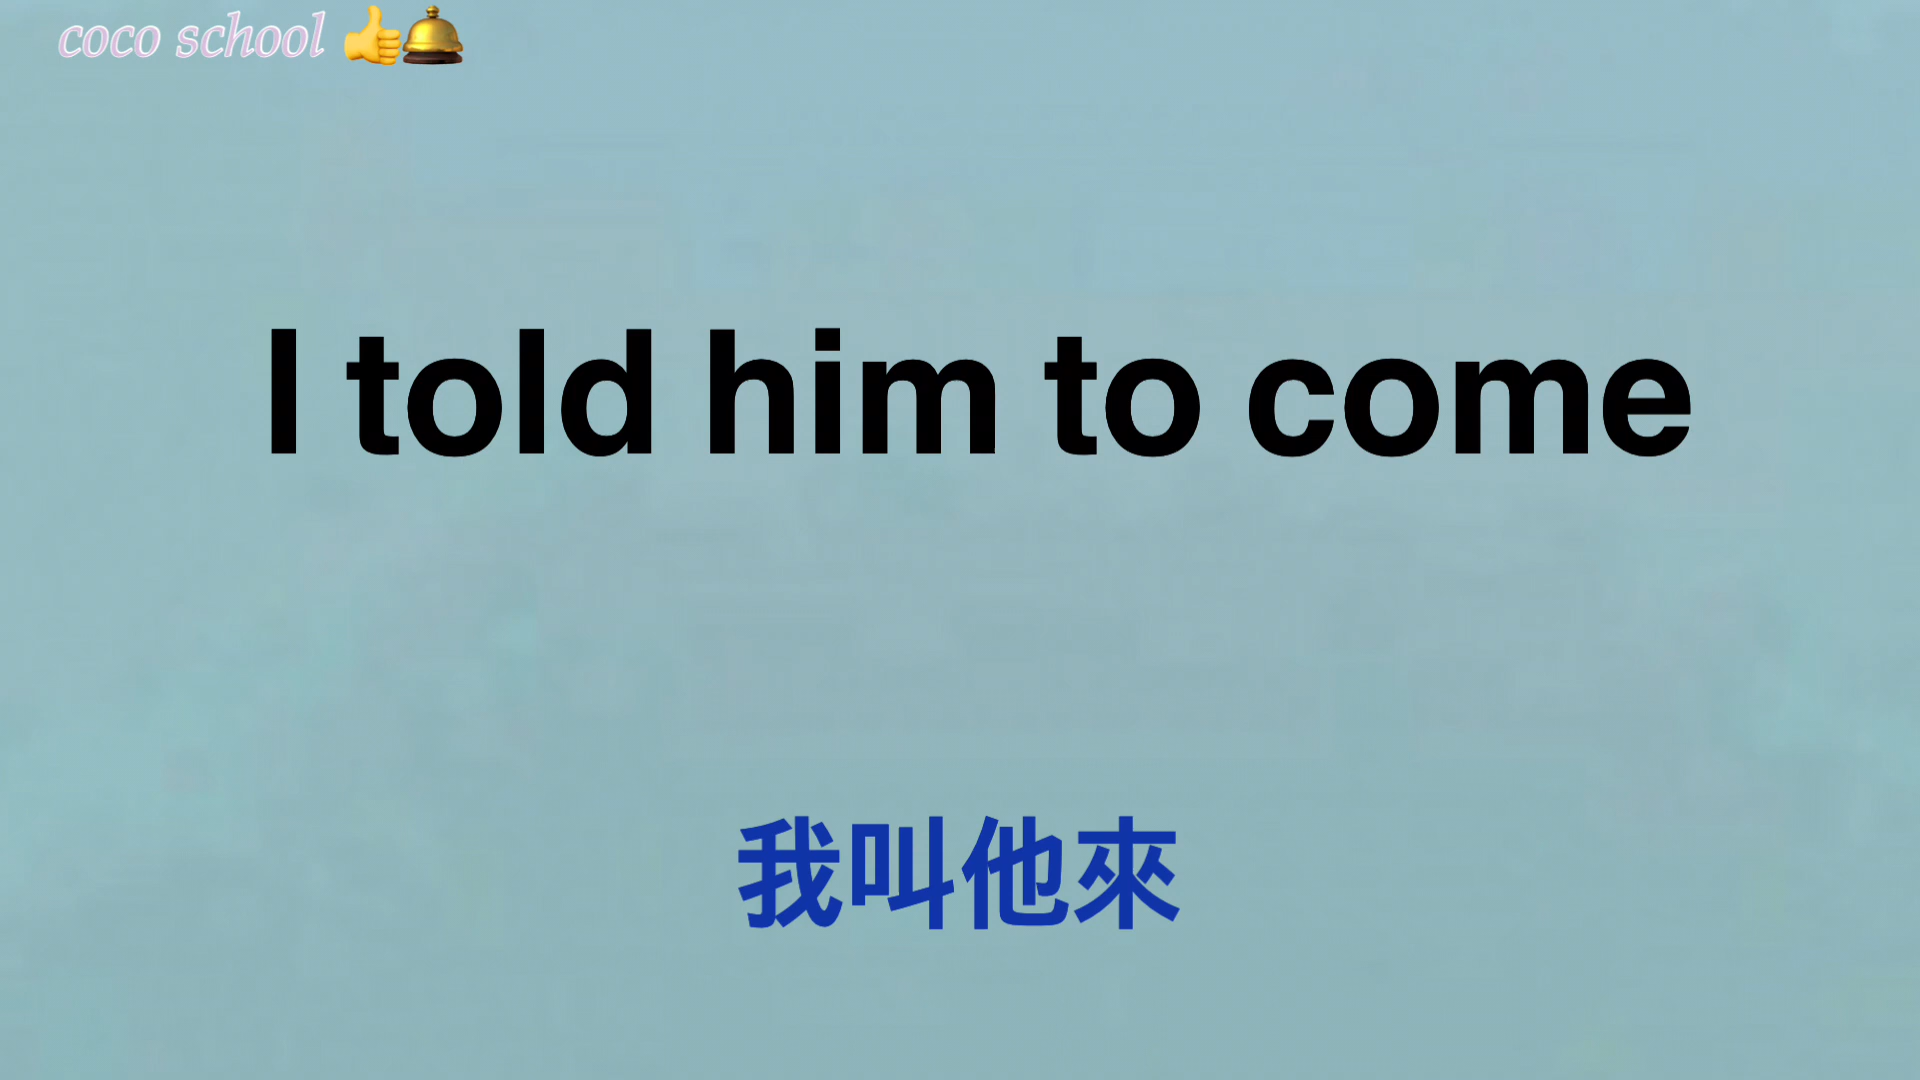 coco school 👍🛎️
I told him to come
我叫他來